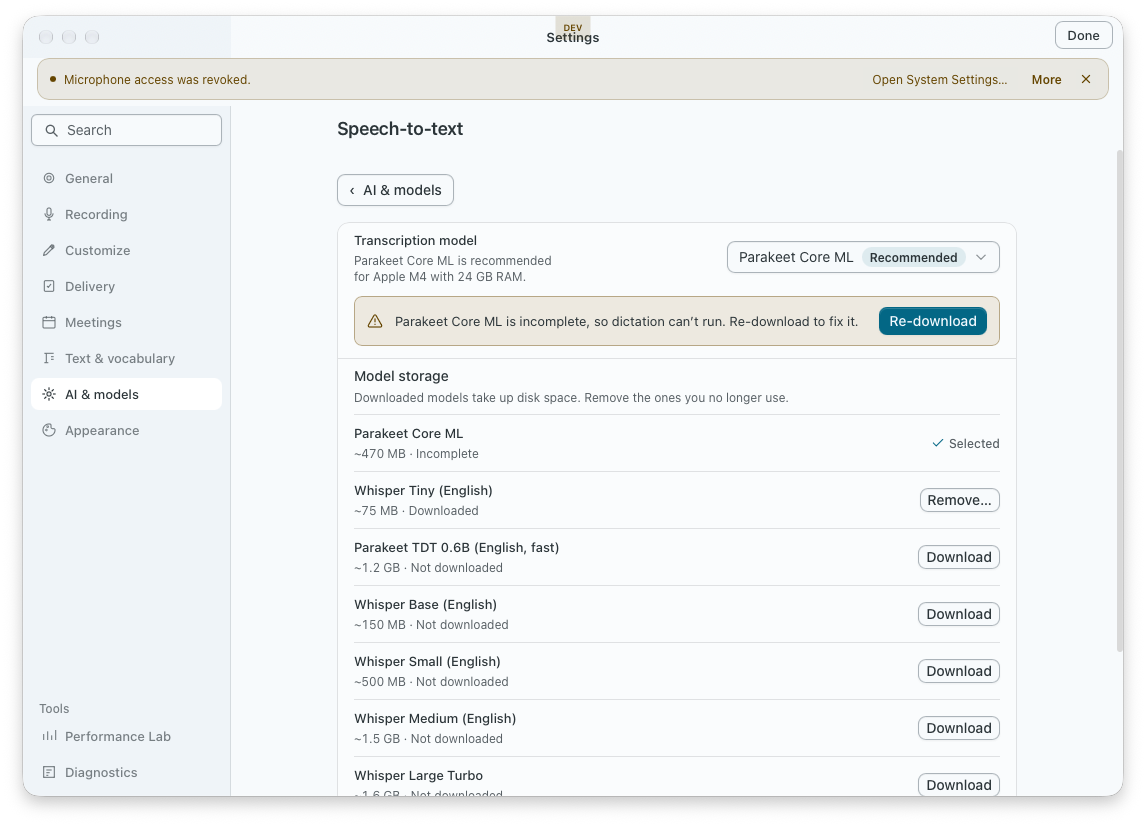 DEV
Settings
Done
Microphone access was revoked.
Open System Settings…
More
Search
General
Recording
Customize
Delivery
Meetings
Text & vocabulary
AI & models
Appearance
Tools
Performance Lab
Diagnostics
Speech-to-text
‹ AI & models
Transcription model
Parakeet Core ML is recommended
for Apple M4 with 24 GB RAM.
Parakeet Core ML Recommended
Parakeet Core ML is incomplete, so dictation can’t run. Re-download to fix it.
Re-download
Model storage
Downloaded models take up disk space. Remove the ones you no longer use.
Parakeet Core ML
~470 MB · Incomplete
Selected
Whisper Tiny (English)
~75 MB · Downloaded
Remove…
Parakeet TDT 0.6B (English, fast)
~1.2 GB · Not downloaded
Download
Whisper Base (English)
~150 MB · Not downloaded
Download
Whisper Small (English)
~500 MB · Not downloaded
Download
Whisper Medium (English)
~1.5 GB · Not downloaded
Download
Whisper Large Turbo
~1.6 GB · Not downloaded
Download